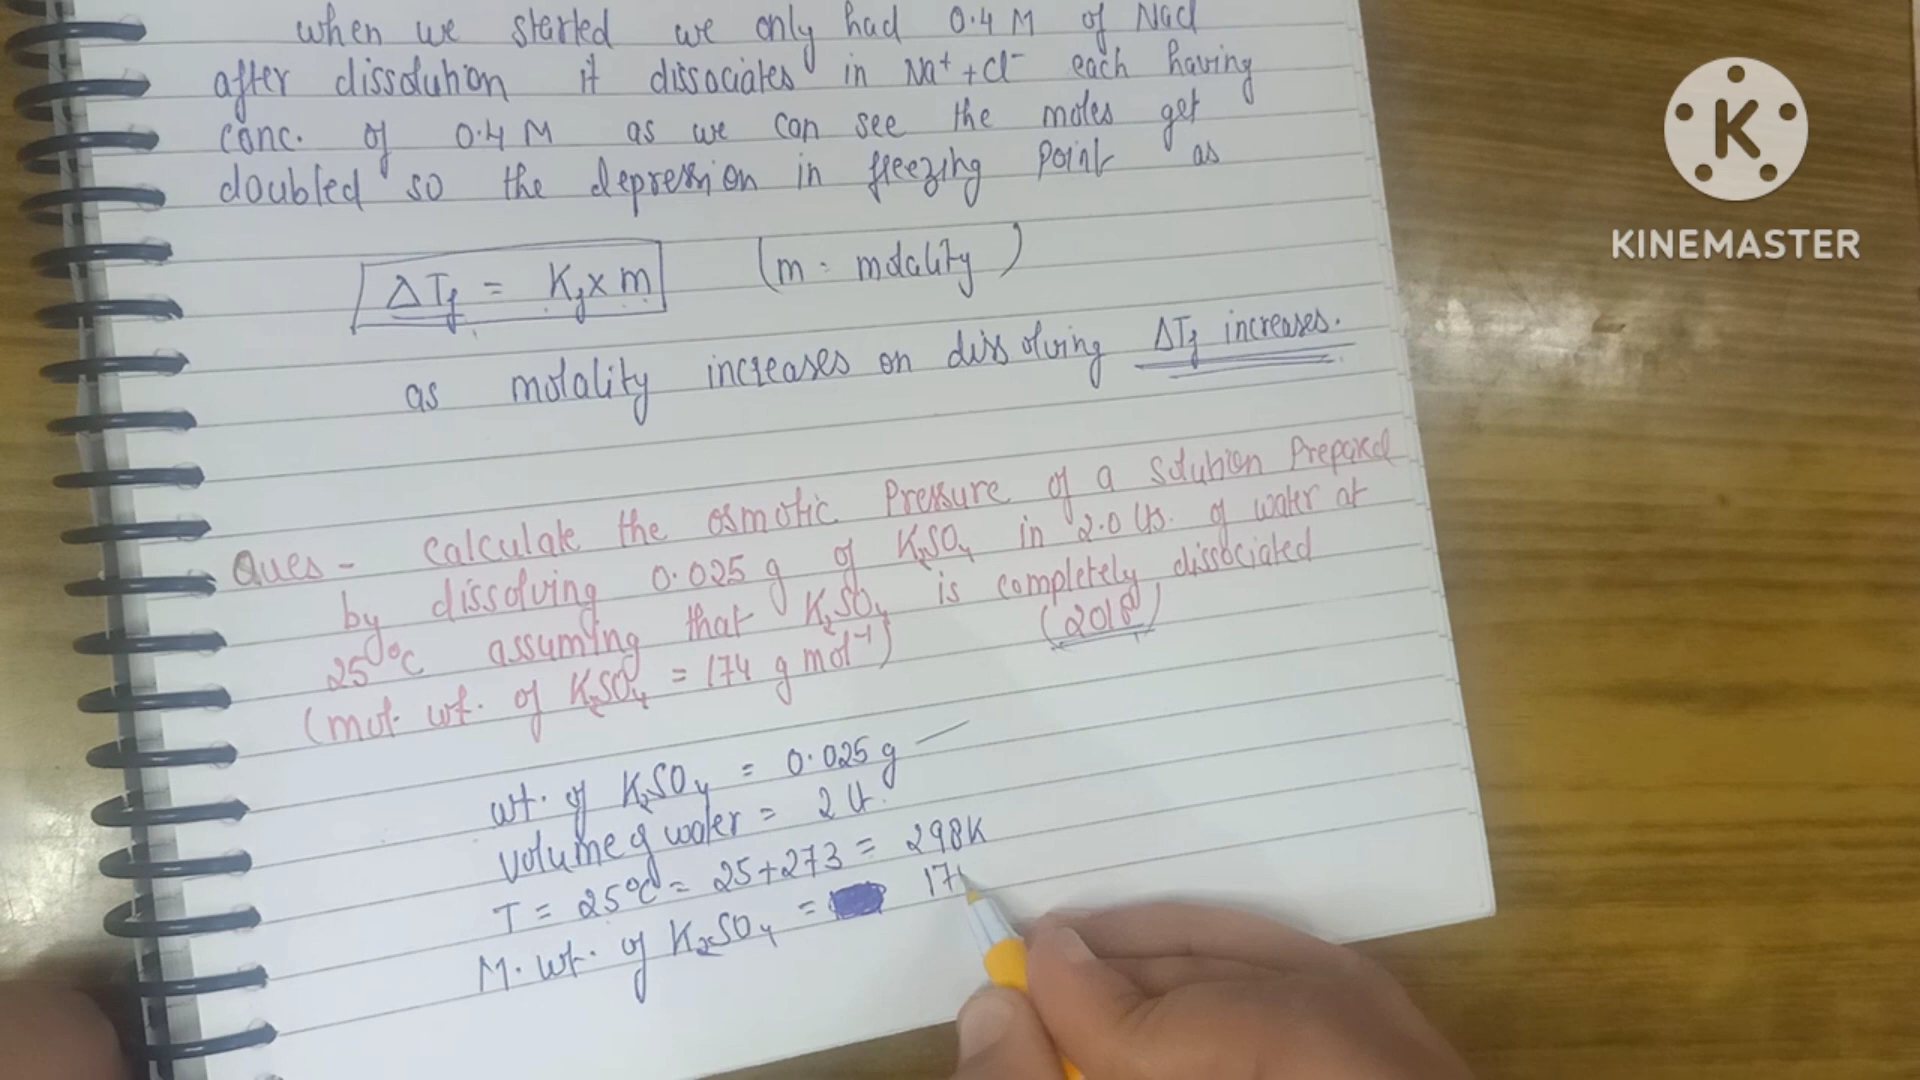 when we started we only had 0.4 M of Nacl
after dissolution it dissociates in Na⁺ + Cl⁻ each having
conc. of 0.4 M as we can see the moles get
doubled so the depression in freezing point as
ΔTf = Kf x m (m = molality)
as molality increases on dissolving ΔTf increases.
Ques - Calculate the osmotic Pressure of a solution Prepared
by dissolving 0.025 g of K₂SO₄ in 2.0 lts. of water at
25°C assuming that K₂SO₄ is completely dissociated
(mol. wt. of K₂SO₄ = 174 g mol⁻¹) (2018)
wt. of K₂SO₄ = 0.025 g
volume of water = 2 lt.
T = 25°C = 25+273 = 298K
M. wt. of K₂SO₄ = 17
K
KINEMASTER